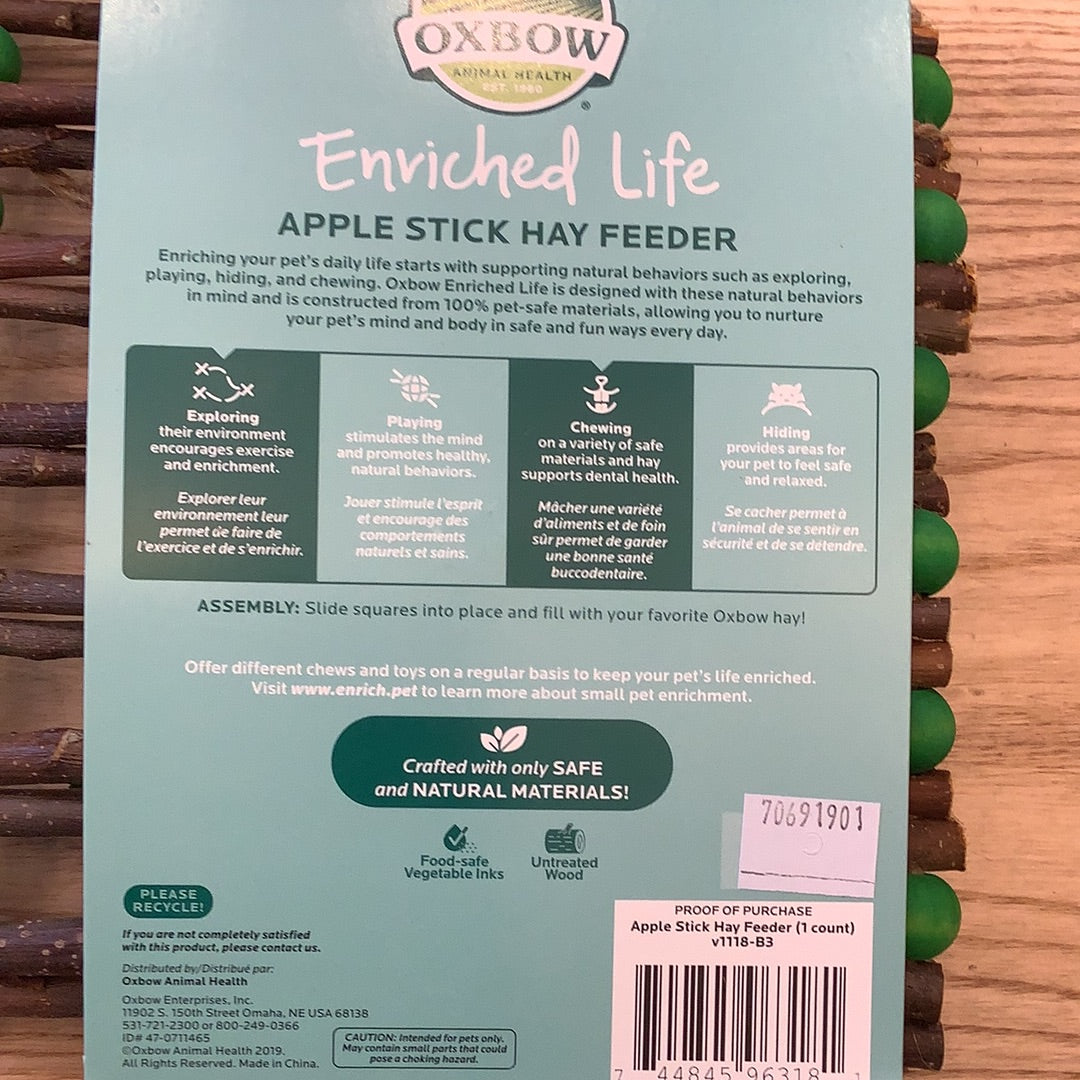 OXBOW
ANIMAL HEALTH
EST. 1980
®
Enriched Life
APPLE STICK HAY FEEDER
Enriching your pet's daily life starts with supporting natural behaviors such as exploring,
playing, hiding, and chewing. Oxbow Enriched Life is designed with these natural behaviors
in mind and is constructed from 100% pet-safe materials, allowing you to nurture
your pet's mind and body in safe and fun ways every day.
Exploring
their environment
encourages exercise
and enrichment.
Explorer leur
environnement leur
permet de faire de
l'exercice et de s'enrichir.
Playing
stimulates the mind
and promotes healthy,
natural behaviors.
Jouer stimule l'esprit
et encourage des
comportements
naturels et sains.
Chewing
on a variety of safe
materials and hay
supports dental health.
Mâcher une variété
d'aliments et de foin
sûr permet de garder
une bonne santé
buccodentaire.
Hiding
provides areas for
your pet to feel safe
and relaxed.
Se cacher permet à
l'animal de se sentir en
sécurité et de se détendre.
ASSEMBLY: Slide squares into place and fill with your favorite Oxbow hay!
Offer different chews and toys on a regular basis to keep your pet's life enriched.
Visit www.enrich.pet to learn more about small pet enrichment.
Crafted with only SAFE
and NATURAL MATERIALS!
Food-safe
Vegetable Inks
Untreated
Wood
70691901
PLEASE
RECYCLE!
If you are not completely satisfied
with this product, please contact us.
Distributed by/Distribué par:
Oxbow Animal Health
Oxbow Enterprises, Inc.
11902 S. 150th Street Omaha, NE USA 68138
531-721-2300 or 800-249-0366
ID# 47-0711465
©Oxbow Animal Health 2019.
All Rights Reserved. Made in China.
CAUTION: Intended for pets only.
May contain small parts that could
pose a choking hazard.
PROOF OF PURCHASE
Apple Stick Hay Feeder (1 count)
v1118-B3
7 44845 96318 1